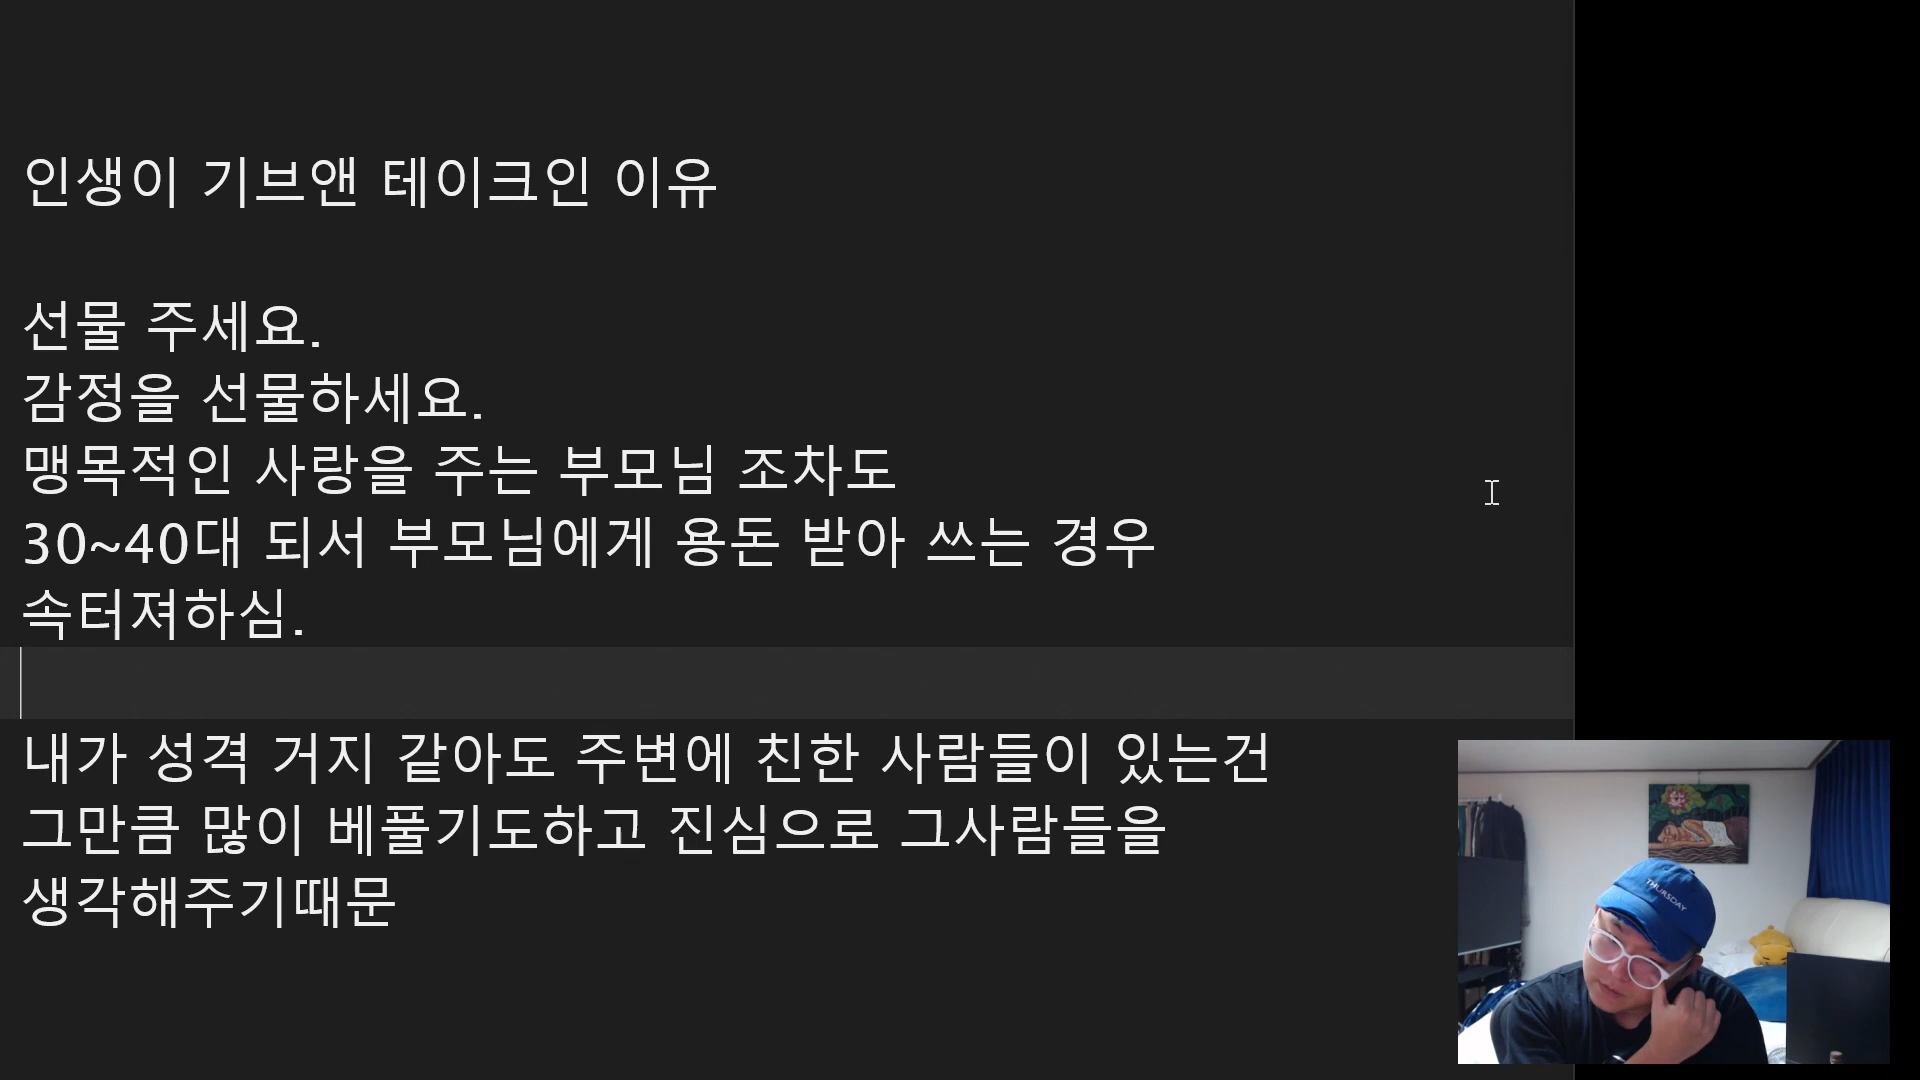 인생이 기브앤 테이크인 이유
선물 주세요.
감정을 선물하세요.
맹목적인 사랑을 주는 부모님 조차도
30~40대 되서 부모님에게 용돈 받아 쓰는 경우
속터져하심.
내가 성격 거지 같아도 주변에 친한 사람들이 있는건
그만큼 많이 베풀기도하고 진심으로 그사람들을
생각해주기때문
THURSDAY